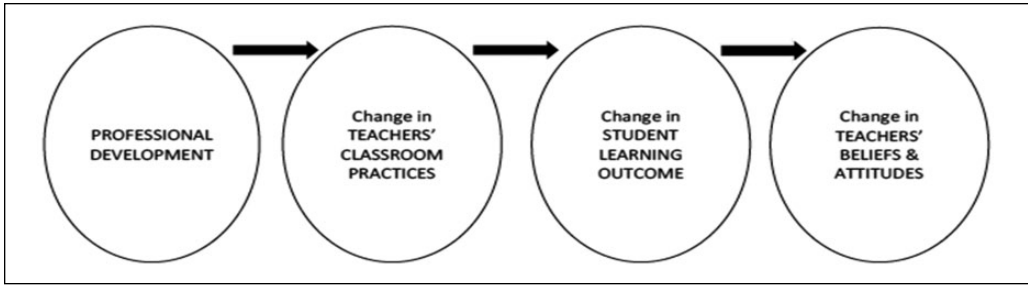 PROFESSIONAL
DEVELOPMENT
Change in
TEACHERS’
CLASSROOM
PRACTICES
Change in
STUDENT
LEARNING
OUTCOME
Change in
TEACHERS’
BELIEFS &
ATTITUDES